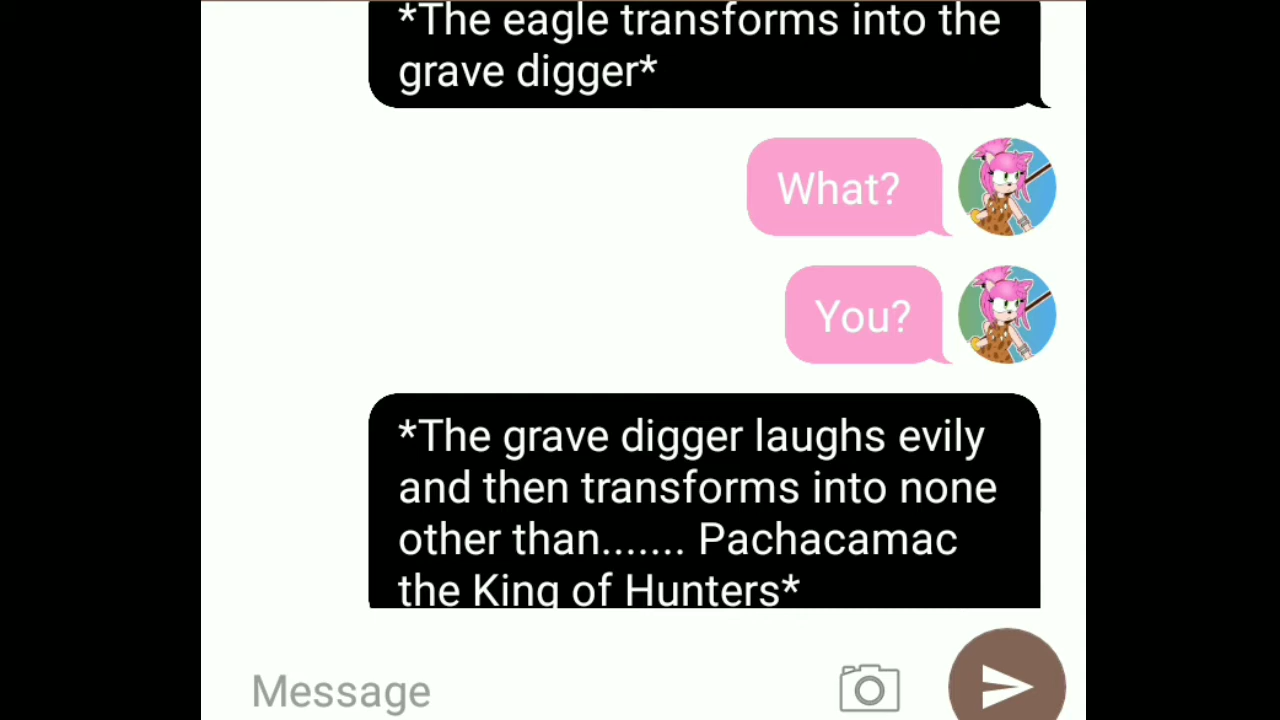 *The eagle transforms into the
grave digger*
What?
You?
*The grave digger laughs evily
and then transforms into none
other than....... Pachacamac
the King of Hunters*
Message